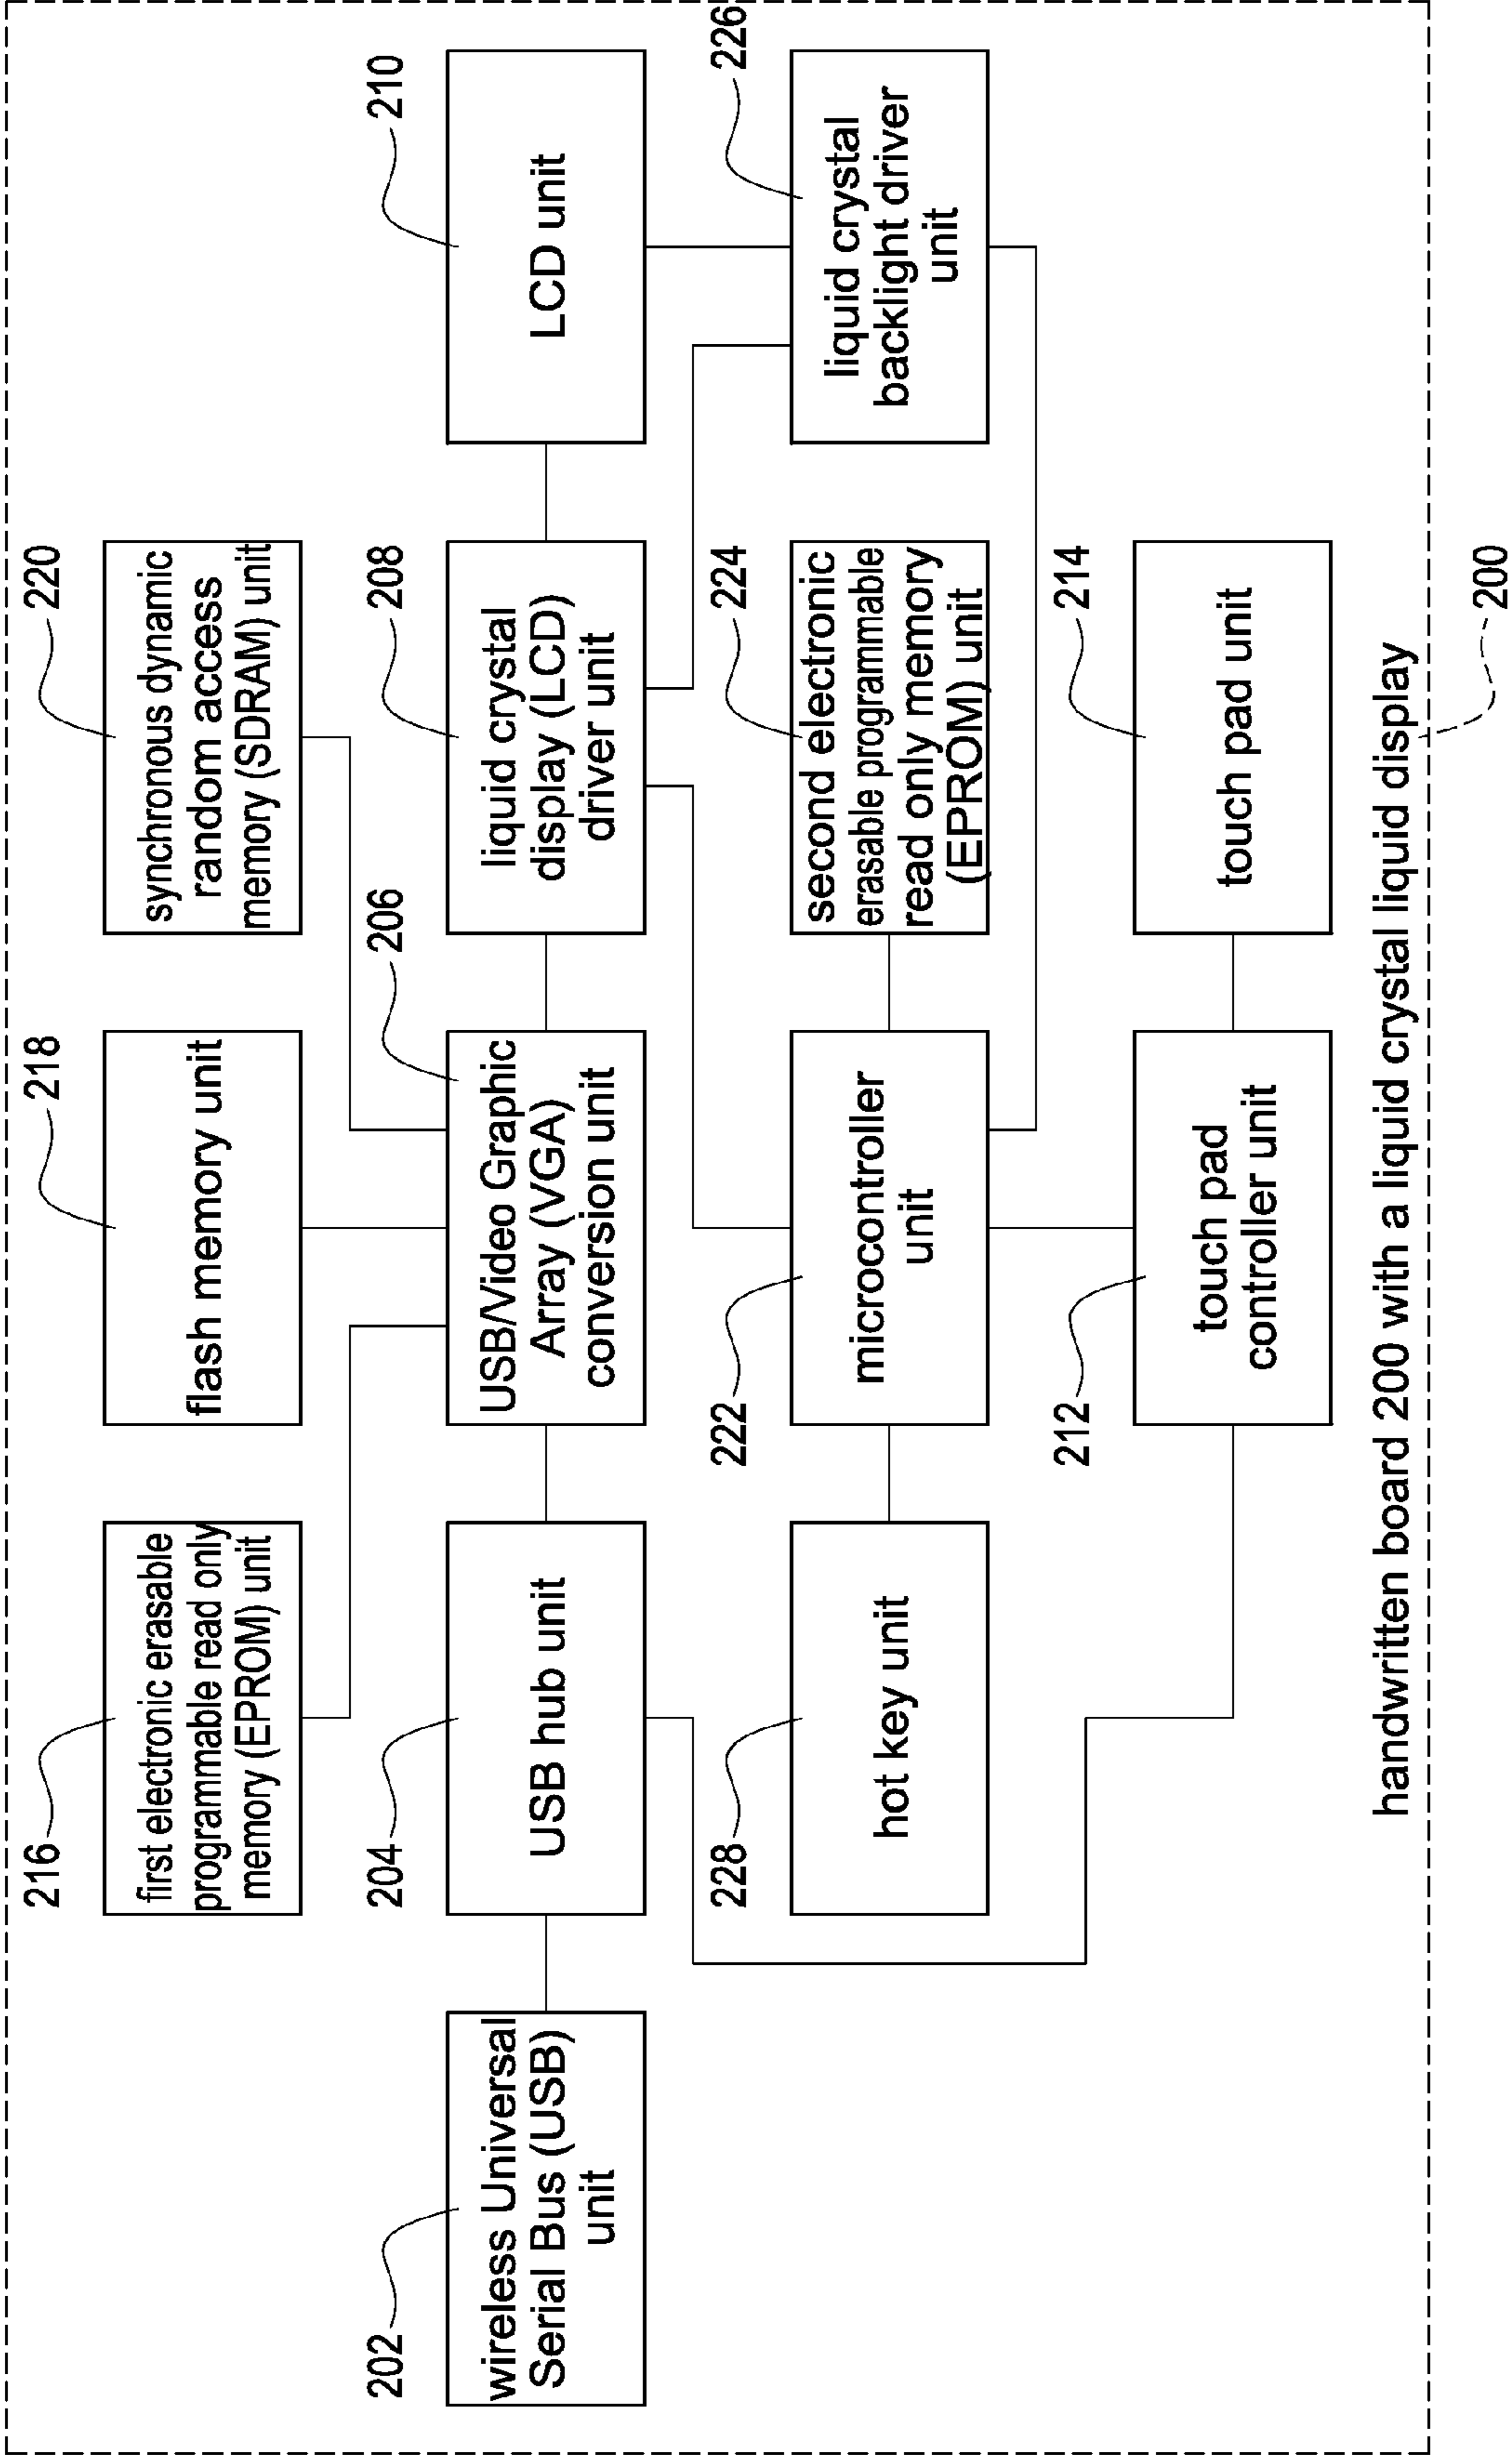 216
first electronic erasable
programmable read only
memory (EPROM) unit
218
flash memory unit
220
synchronous dynamic
random access
memory (SDRAM) unit
202
wireless Universal
Serial Bus (USB)
unit
204
USB hub unit
206
USB/Video Graphic
Array (VGA)
conversion unit
208
liquid crystal
display (LCD)
driver unit
210
LCD unit
228
hot key unit
222
microcontroller
unit
224
second electronic
erasable programmable
read only memory
(EPROM) unit
226
liquid crystal
backlight driver
unit
212
touch pad
controller unit
214
touch pad unit
handwritten board 200 with a liquid crystal liquid display
200